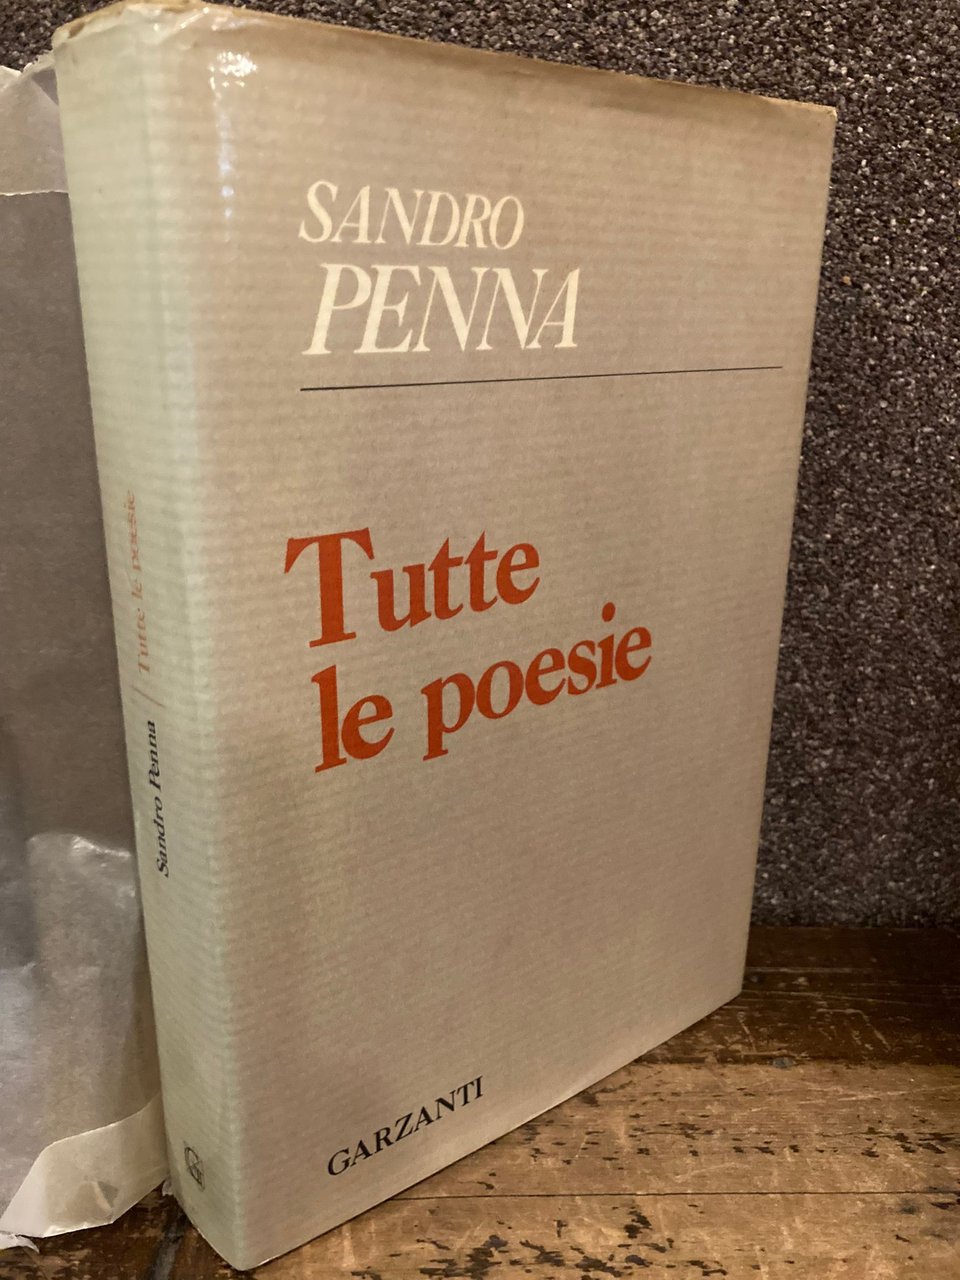 SANDRO
PENNA
Tutte
le poesie
GARZANTI
Sandro Penna / Tutte le poesie